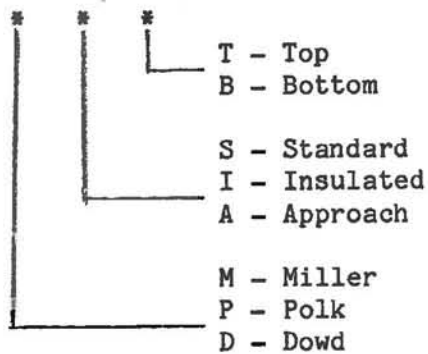 * * *
T - Top
B - Bottom
S - Standard
I - Insulated
A - Approach
M - Miller
P - Polk
D - Dowd